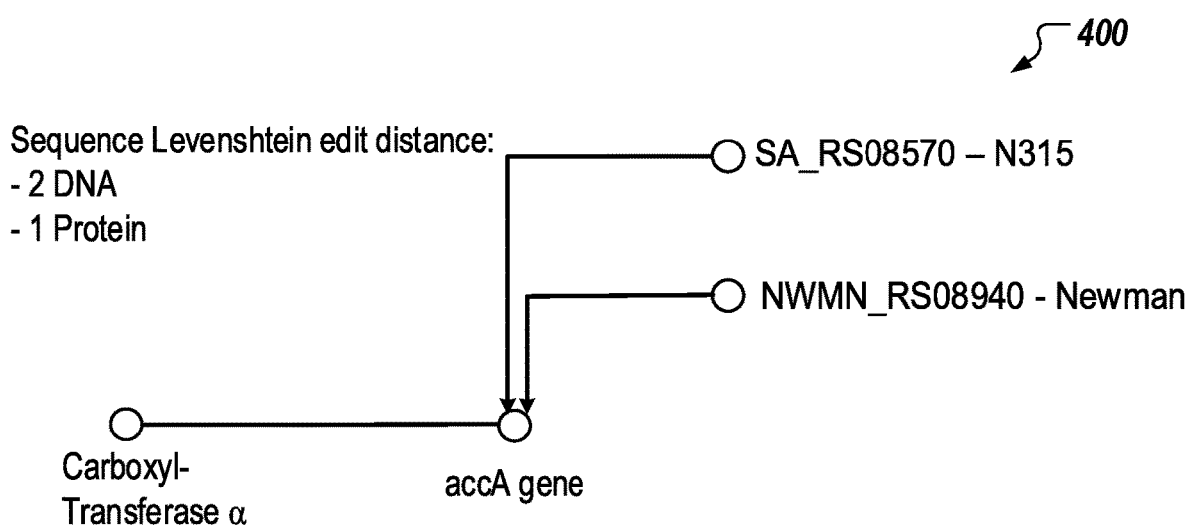 400
Sequence Levenshtein edit distance:
- 2 DNA
- 1 Protein
SA_RS08570 – N315
NWMN_RS08940 - Newman
Carboxyl-
Transferase α
accA gene